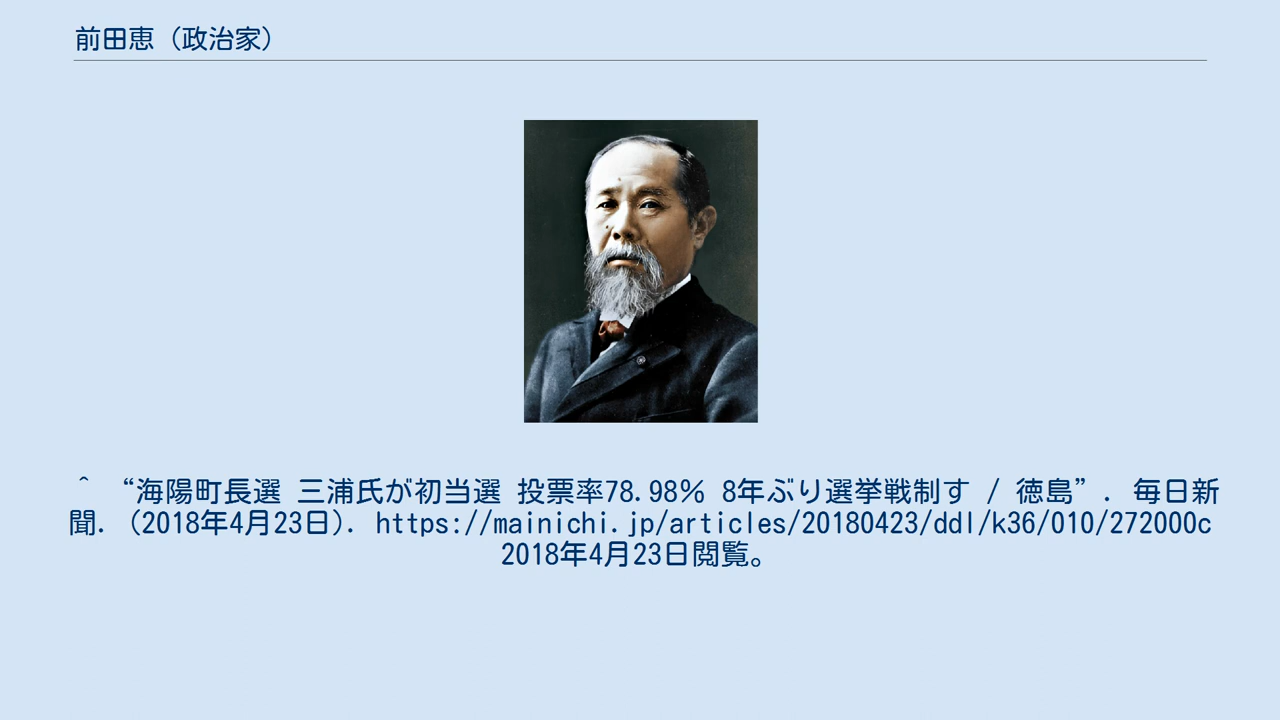 前田恵（政治家）
^ “海陽町長選 三浦氏が初当選 投票率78.98％ 8年ぶり選挙戦制す / 徳島”. 毎日新
聞. (2018年4月23日). https://mainichi.jp/articles/20180423/ddl/k36/010/272000c
2018年4月23日閲覧。